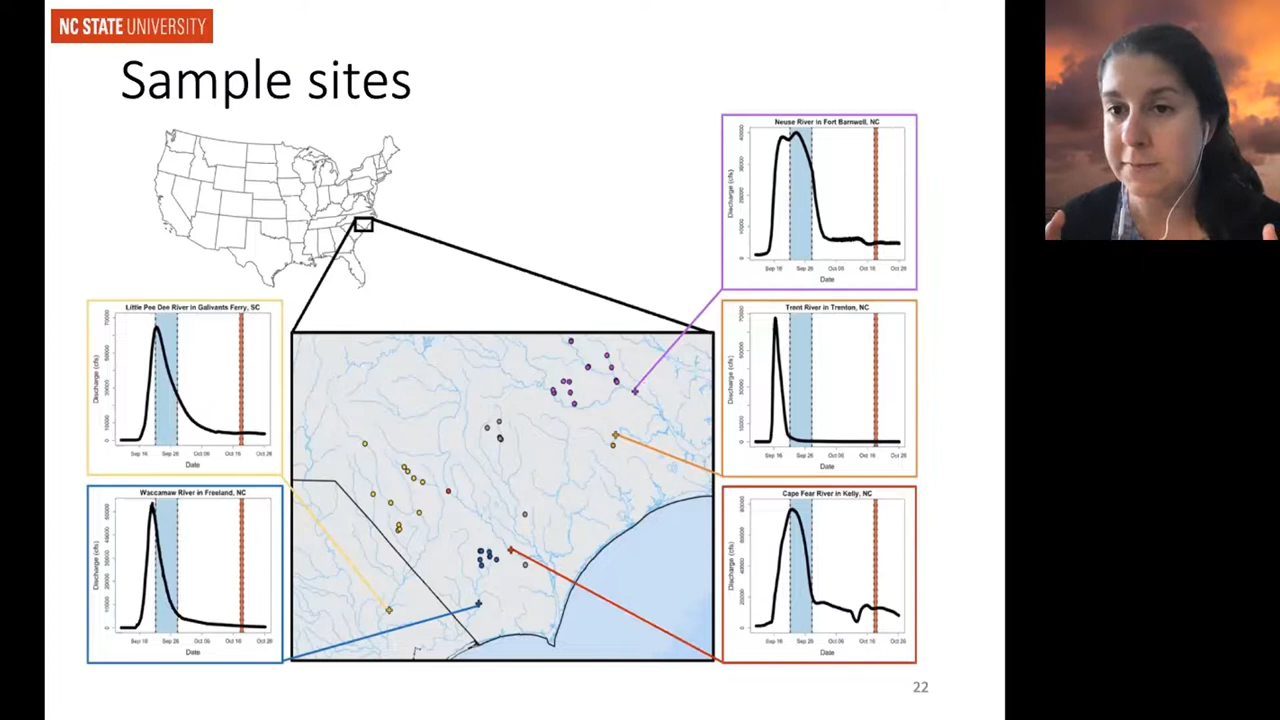 NC STATE UNIVERSITY
Sample sites
Neuse River in Fort Barnwell, NC
Discharge (cfs)
Sep 16
Sep 26
Oct 06
Oct 16
Oct 26
Date
Little Pee Dee River in Galivants Ferry, SC
Discharge (cfs)
Sep 16
Sep 26
Oct 06
Oct 16
Oct 26
Date
Trent River in Trenton, NC
Discharge (cfs)
Sep 16
Sep 26
Oct 06
Oct 16
Oct 26
Date
Waccamaw River in Freeland, NC
Discharge (cfs)
Sep 16
Sep 26
Oct 06
Oct 16
Oct 26
Date
Cape Fear River in Kelly, NC
Discharge (cfs)
Sep 16
Sep 26
Oct 06
Oct 16
Oct 26
Date
22